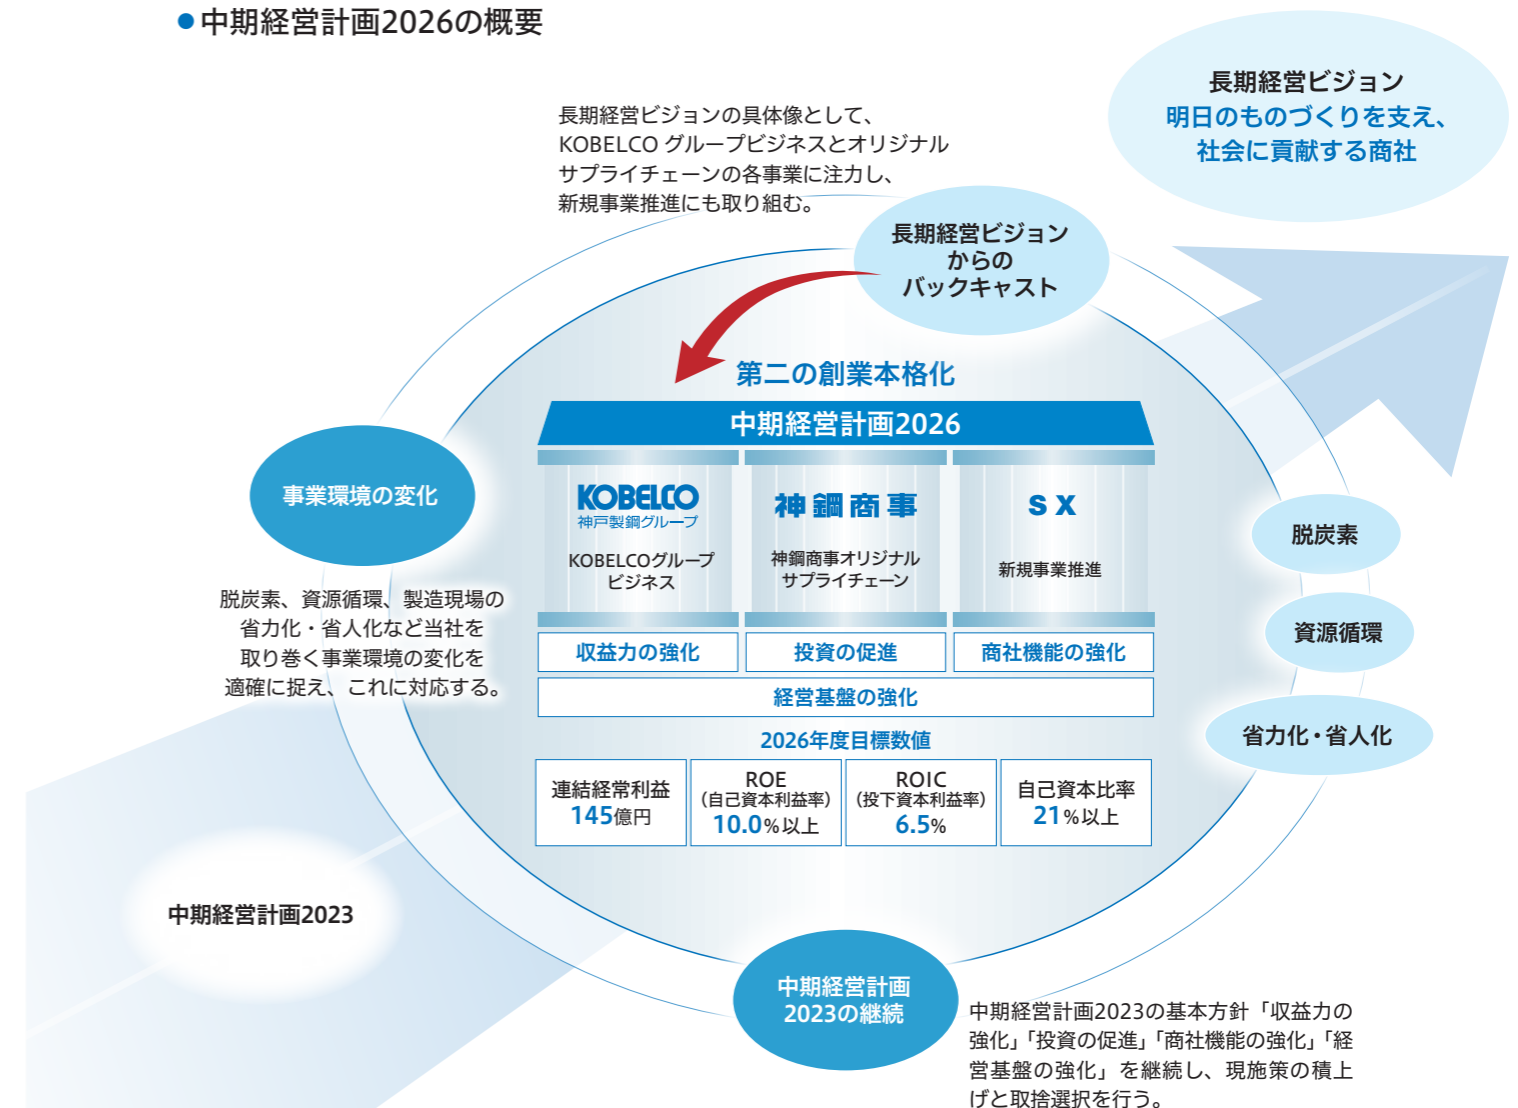 ●中期経営計画2026の概要
長期経営ビジョン
明日のものづくりを支え、
社会に貢献する商社
長期経営ビジョンの具体像として、
KOBELCO グループビジネスとオリジナル
サプライチェーンの各事業に注力し、
新規事業推進にも取り組む。
長期経営ビジョン
からの
バックキャスト
第二の創業本格化
中期経営計画2026
事業環境の変化
脱炭素、資源循環、製造現場の
省力化・省人化など当社を
取り巻く事業環境の変化を
適確に捉え、これに対応する。
KOBELCO
神戸製鋼グループ
KOBELCOグループ
ビジネス
神鋼商事
神鋼商事オリジナル
サプライチェーン
SX
新規事業推進
脱炭素
資源循環
省力化・省人化
収益力の強化
投資の促進
商社機能の強化
経営基盤の強化
2026年度目標数値
連結経常利益
145億円
ROE
(自己資本利益率)
10.0%以上
ROIC
(投下資本利益率)
6.5%
自己資本比率
21%以上
中期経営計画2023
中期経営計画
2023の継続
中期経営計画2023の基本方針「収益力の
強化」「投資の促進」「商社機能の強化」「経
営基盤の強化」を継続し、現施策の積上
げと取捨選択を行う。